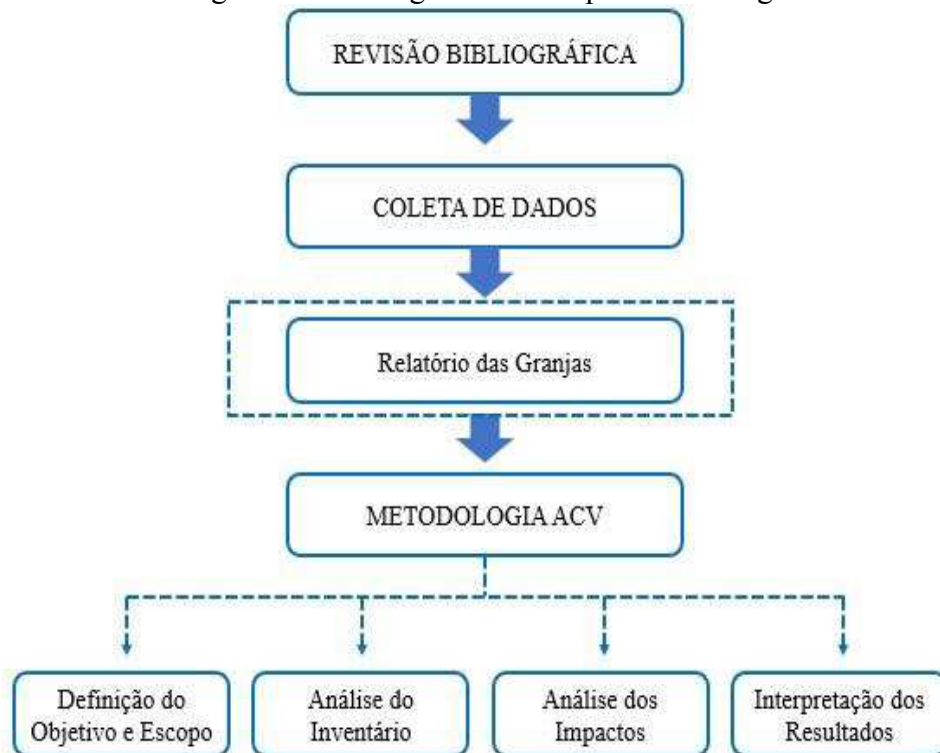 REVISÃO BIBLIOGRÁFICA
COLETA DE DADOS
Relatório das Granjas
METODOLOGIA ACV
Definição do
Objetivo e Escopo
Análise do
Inventário
Análise dos
Impactos
Interpretação dos
Resultados